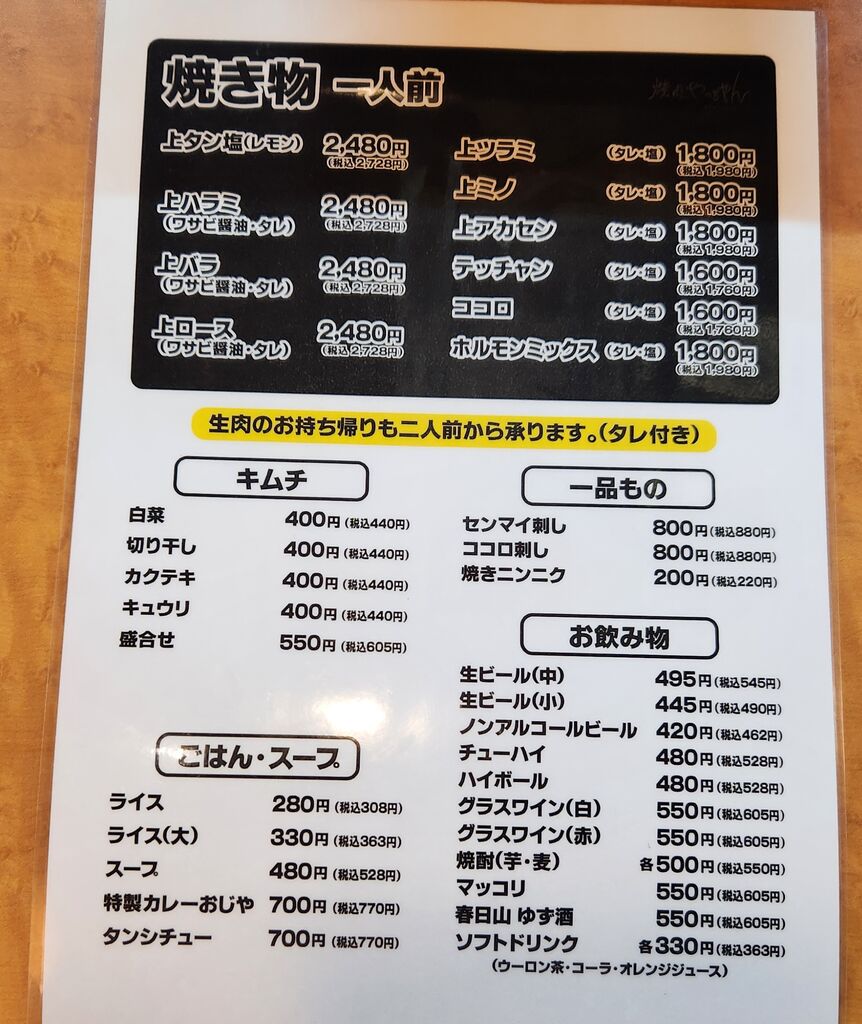 焼き物 一人前
上タン塩(レモン) 2,480円
(税込2,728円)
上ハラミ 2,480円
(ワサビ醤油・タレ) (税込2,728円)
上バラ 2,480円
(ワサビ醤油・タレ) (税込2,728円)
上ロース 2,480円
(ワサビ醤油・タレ) (税込2,728円)
上ツラミ (タレ・塩) 1,800円
(税込1,980円)
上ミノ (タレ・塩) 1,800円
(税込1,980円)
上アカセン (タレ・塩) 1,800円
(税込1,980円)
テッチャン (タレ・塩) 1,600円
(税込1,760円)
ココロ (タレ・塩) 1,600円
(税込1,760円)
ホルモンミックス (タレ・塩) 1,800円
(税込1,980円)
生肉のお持ち帰りも二人前から承ります。(タレ付き)
キムチ
白菜 400円(税込440円)
切り干し 400円(税込440円)
カクテキ 400円(税込440円)
キュウリ 400円(税込440円)
盛合せ 550円(税込605円)
ごはん・スープ
ライス 280円(税込308円)
ライス(大) 330円(税込363円)
スープ 480円(税込528円)
特製カレーおじや 700円(税込770円)
タンシチュー 700円(税込770円)
一品もの
センマイ刺し 800円(税込880円)
ココロ刺し 800円(税込880円)
焼きニンニク 200円(税込220円)
お飲み物
生ビール(中) 495円(税込545円)
生ビール(小) 445円(税込490円)
ノンアルコールビール 420円(税込462円)
チューハイ 480円(税込528円)
ハイボール 480円(税込528円)
グラスワイン(白) 550円(税込605円)
グラスワイン(赤) 550円(税込605円)
焼酎(芋・麦) 各500円(税込550円)
マッコリ 550円(税込605円)
春日山 ゆず酒 550円(税込605円)
ソフトドリンク 各330円(税込363円)
(ウーロン茶・コーラ・オレンジジュース)